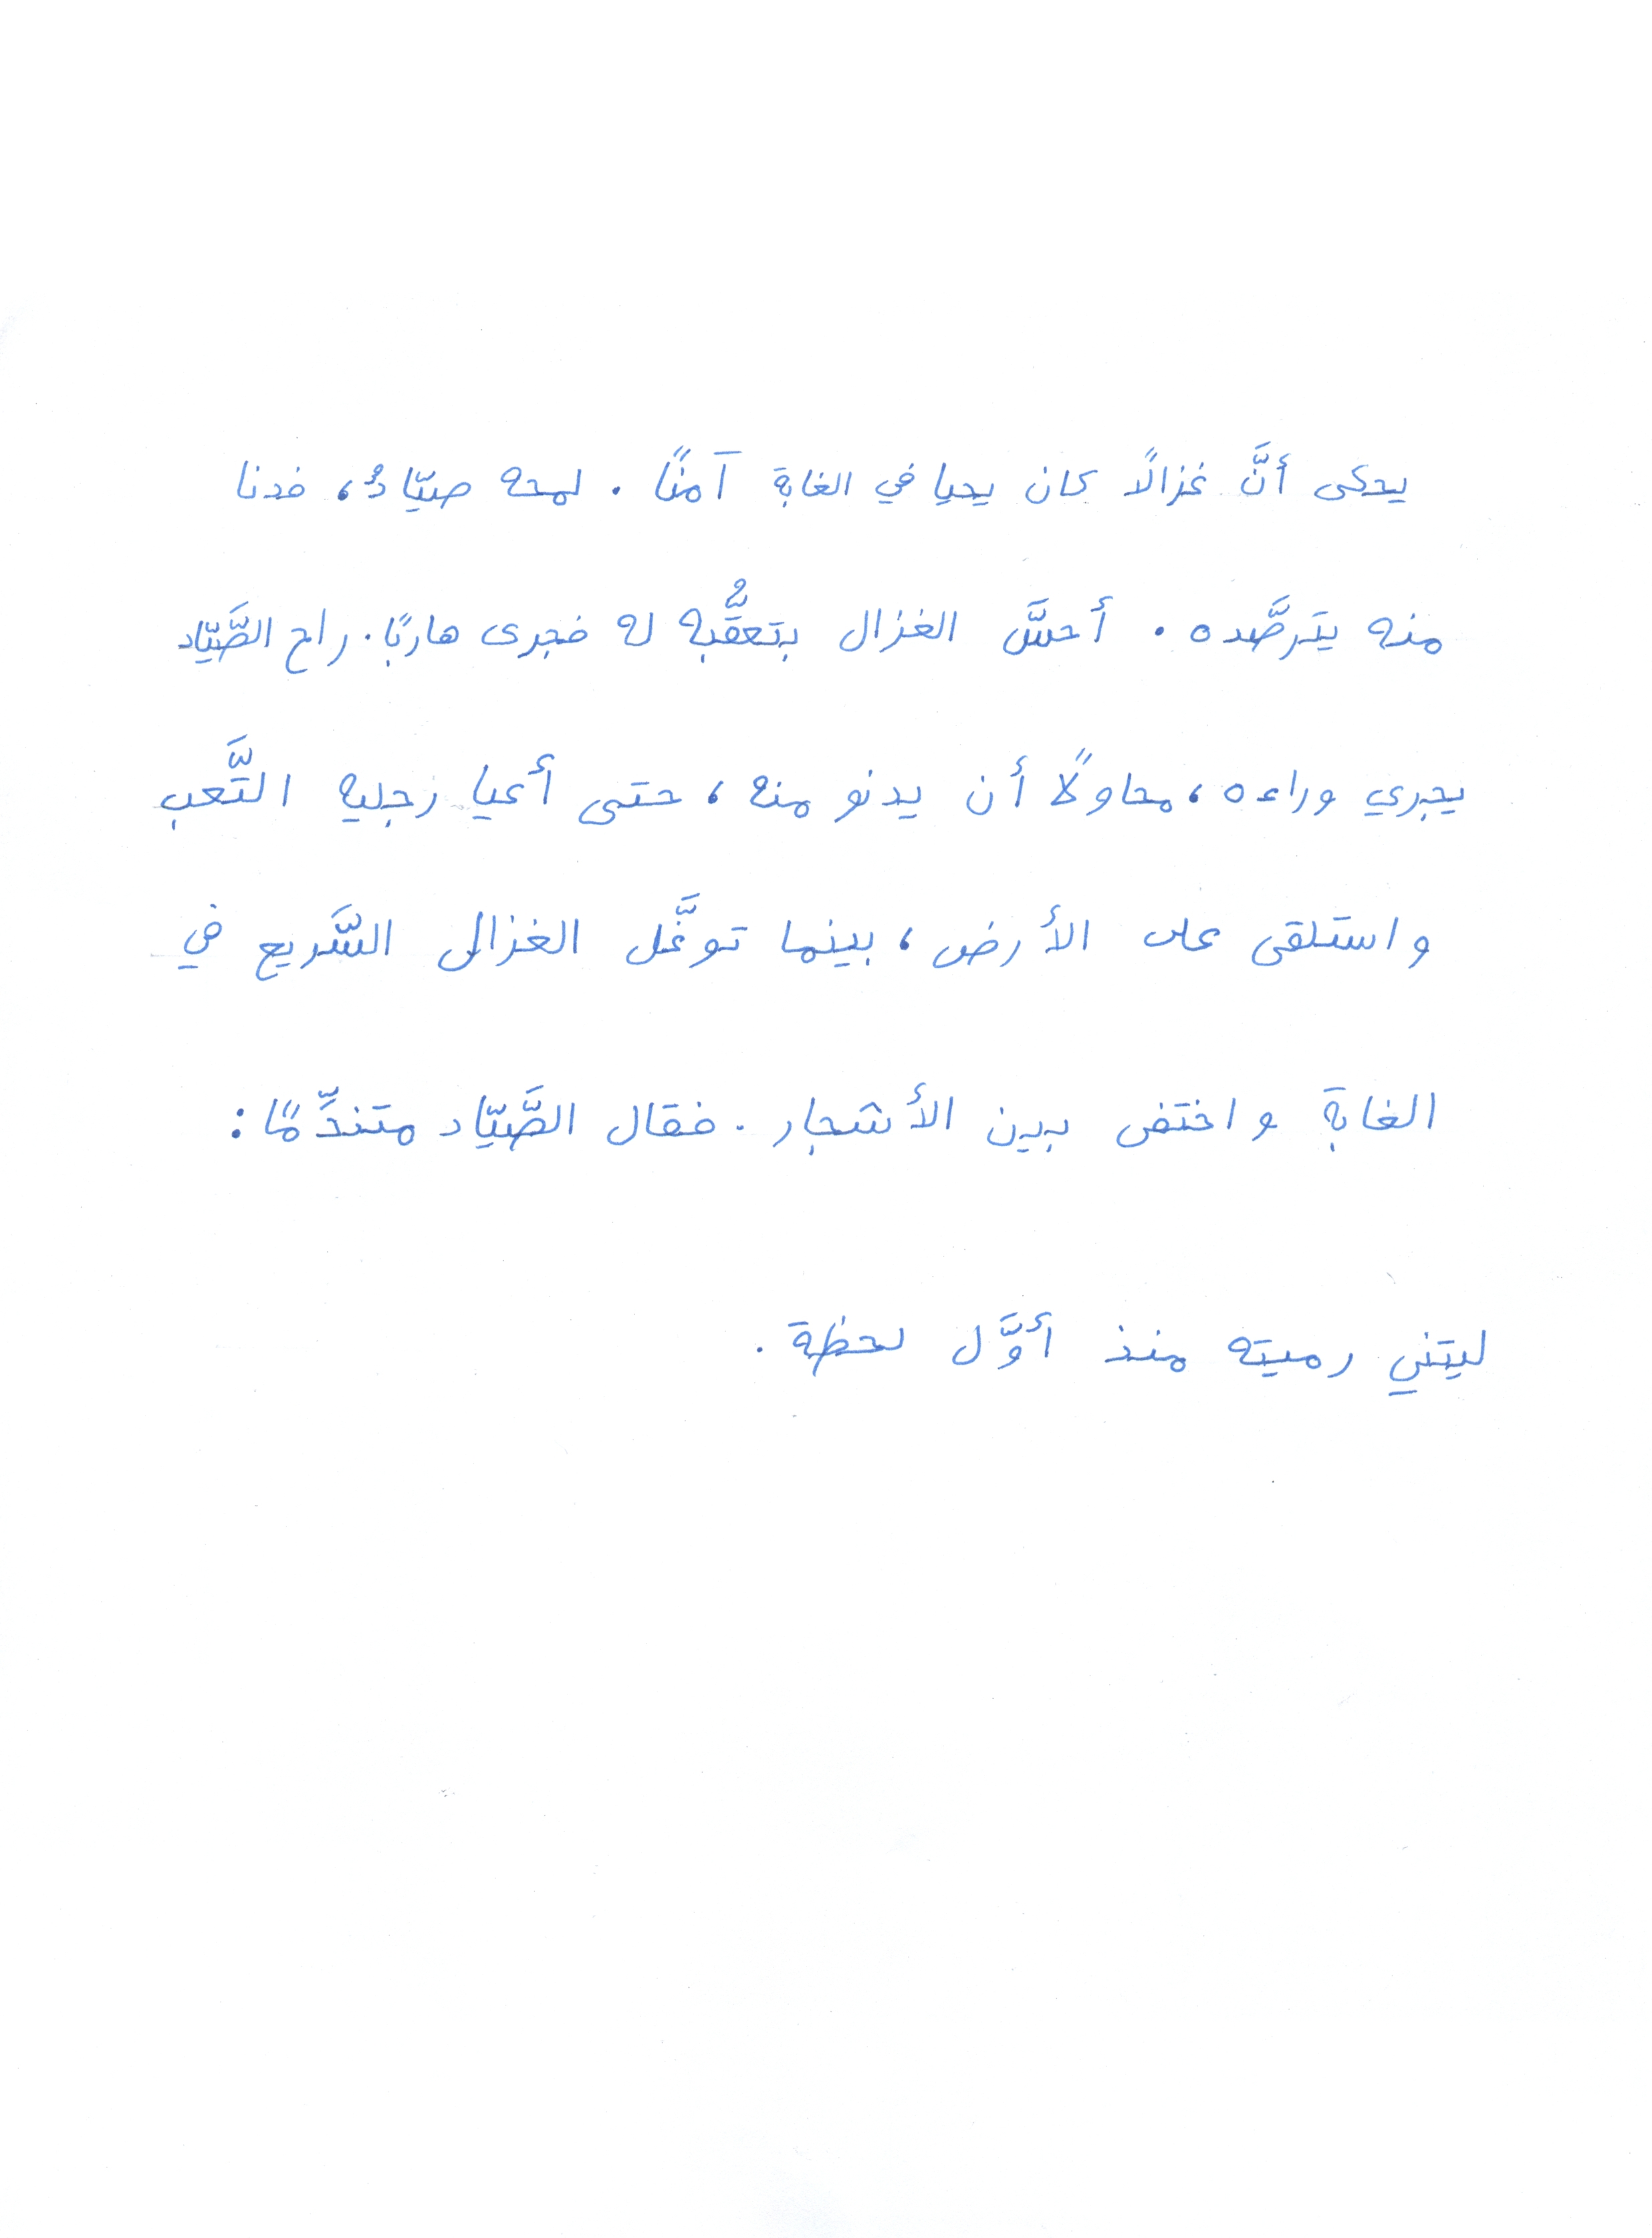 يحكى أنَّ غزالًا كان يحيا في الغابة آمنًا . لمحه صيّادٌ، فدنا
منه يترصَّده . أحسَّ الغزال بتعقُّبه له فجرى هاربًا. راح الصَّيّاد
يجري وراءه ، محاولًا أن يدنو منه ، حتى أعيا رجليه التَّعب
واستلقى على الأرض ، بينما توغَّل الغزال السَّريع في
الغابة واختفى بين الأشجار . فقال الصَّيّاد متندِّمًا :
ليتني رميته منذ أوَّل لحظة .